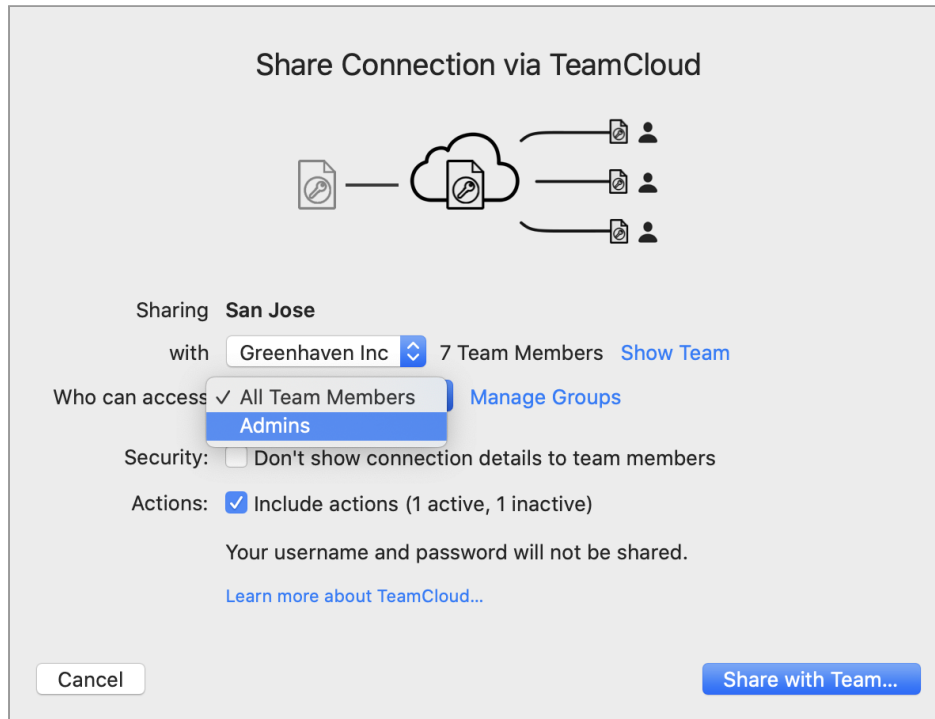 Share Connection via TeamCloud
Sharing San Jose
with Greenhaven Inc 7 Team Members Show Team
Who can access ✓ All Team Members Manage Groups
Admins
Security: Don't show connection details to team members
Actions: Include actions (1 active, 1 inactive)
Your username and password will not be shared.
Learn more about TeamCloud...
Cancel Share with Team...